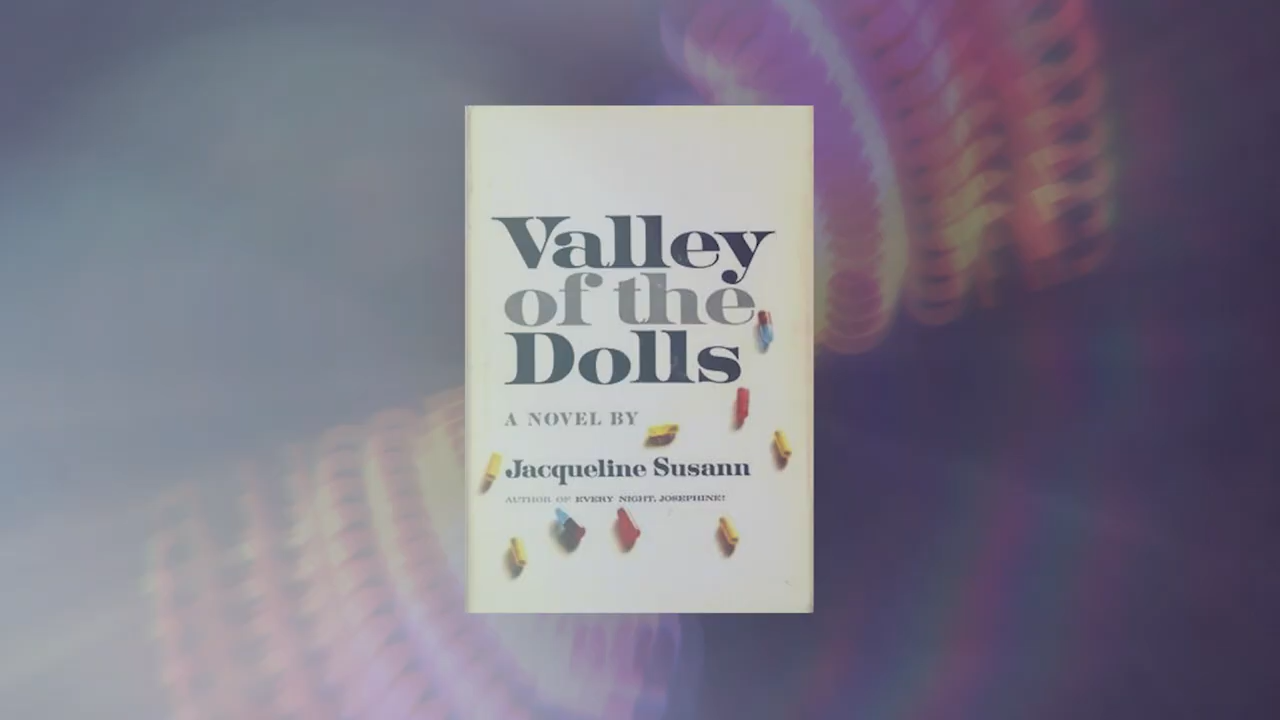 Valley
of the
Dolls
A NOVEL BY
Jacqueline Susann
AUTHOR OF EVERY NIGHT, JOSEPHINE!